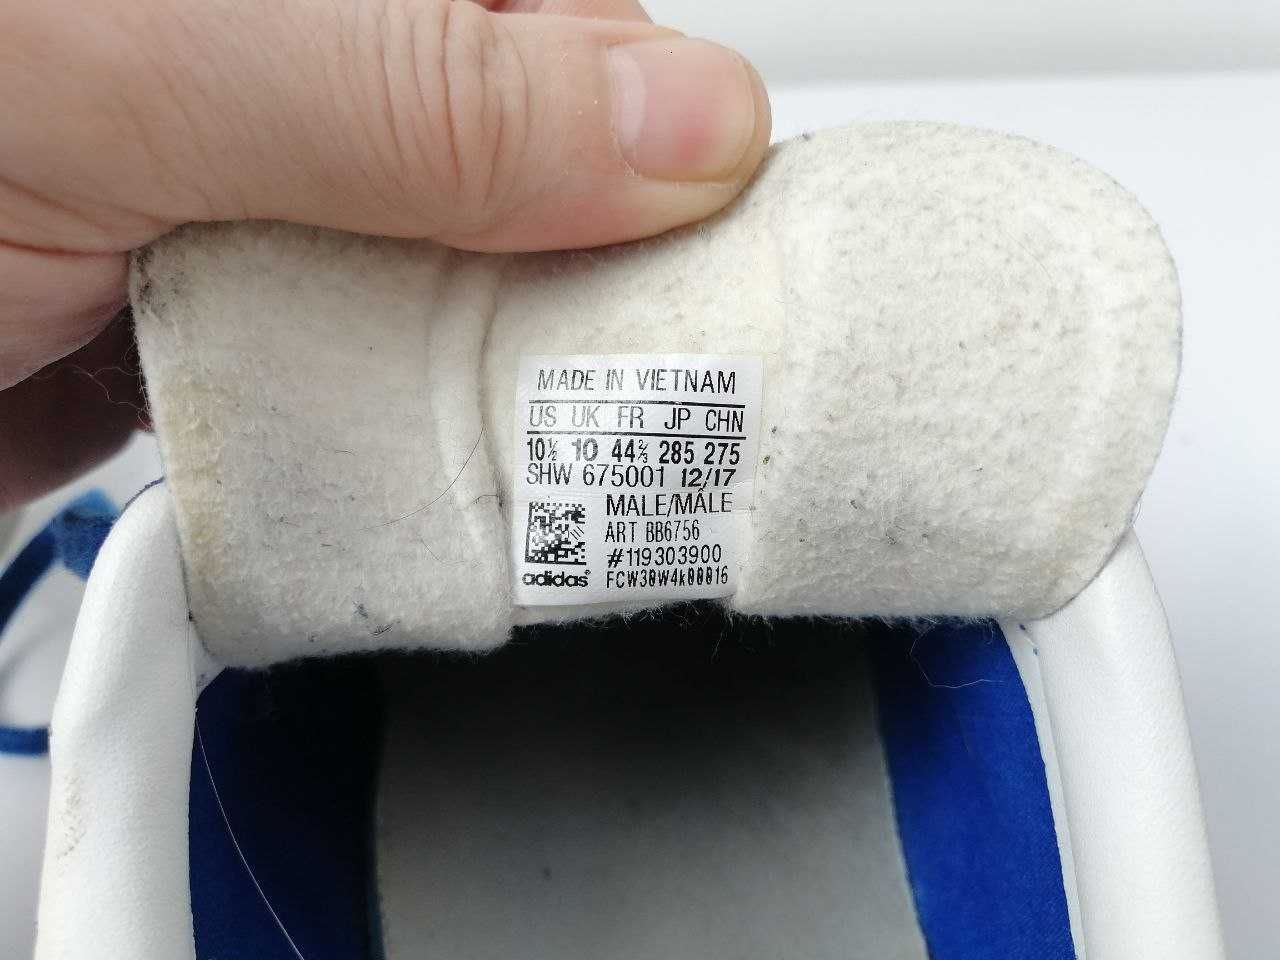 MADE IN VIETNAM
US UK FR JP CHN
10½ 10 44⅔ 285 275
SHW 675001 12/17
MALE/MÂLE
ART BB6756
#119303900
adidas® FCW30W4k00016